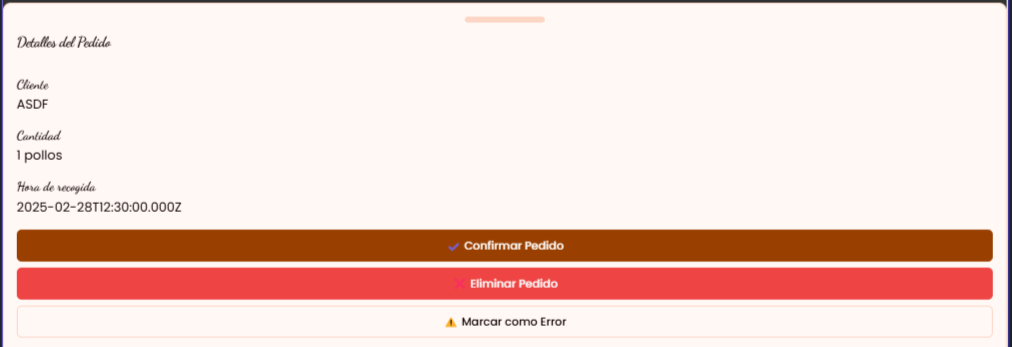 Detalles del Pedido
Cliente
ASDF
Cantidad
1 pollos
Hora de recogida
2025-02-28T12:30:00.000Z
Confirmar Pedido
Eliminar Pedido
Marcar como Error